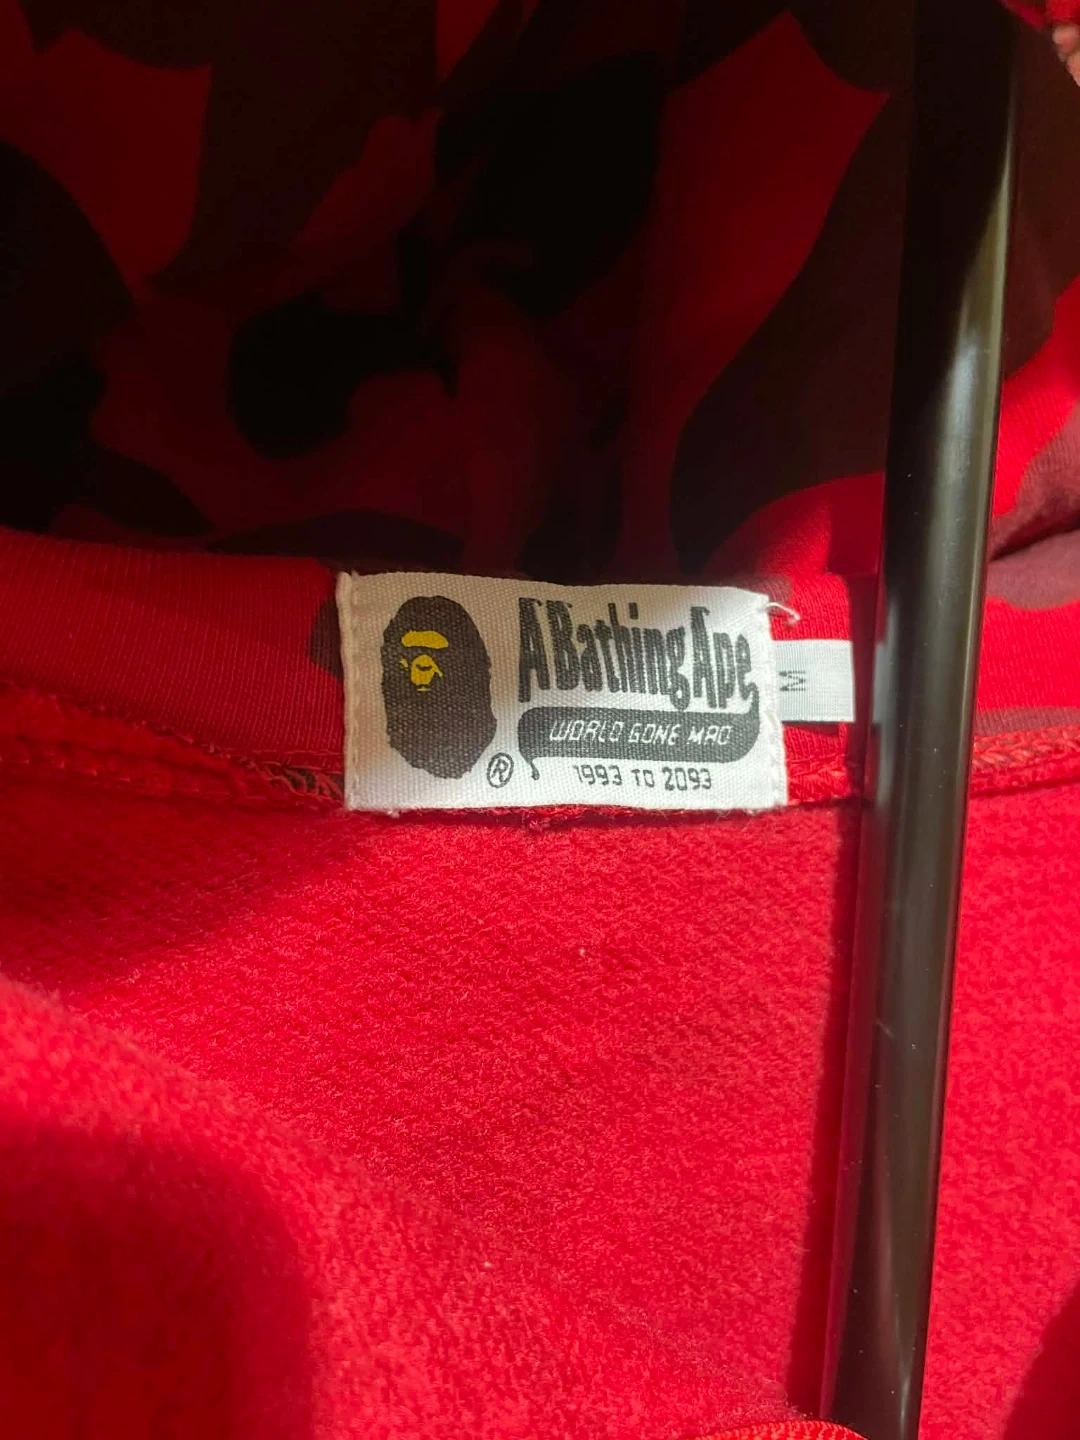 A Bathing Ape
WORLD GONE MAD
® 1993 TO 2093
M